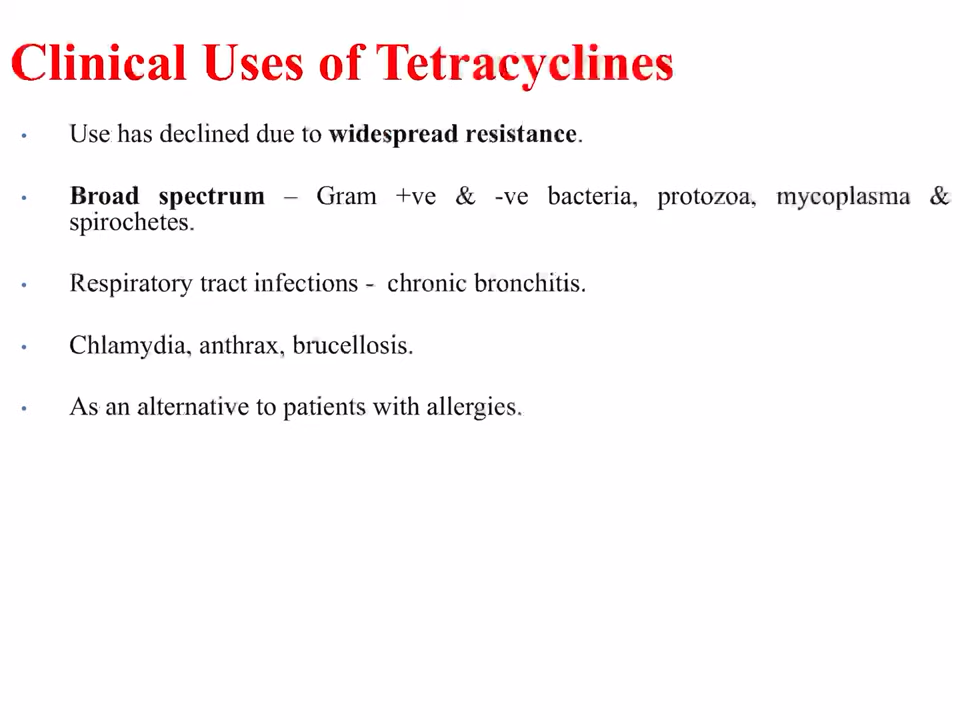 Clinical Uses of Tetracyclines
• Use has declined due to widespread resistance.
• Broad spectrum – Gram +ve & -ve bacteria, protozoa, mycoplasma &
spirochetes.
• Respiratory tract infections - chronic bronchitis.
• Chlamydia, anthrax, brucellosis.
• As an alternative to patients with allergies.